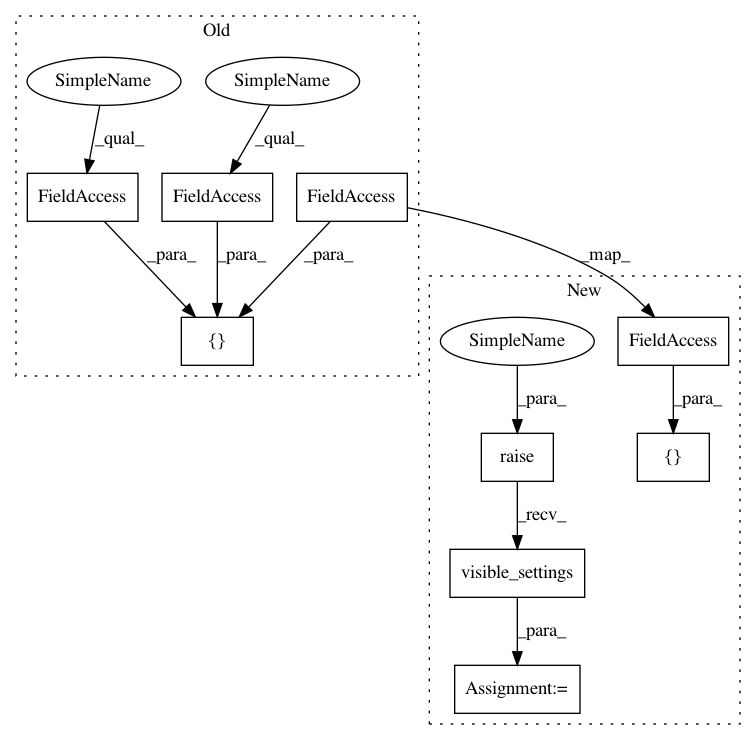 Old
SimpleName
SimpleName
_qual_
_qual_
FieldAccess
FieldAccess
FieldAccess
_para_
_para_
_para_
_map_
New
{}
SimpleName
FieldAccess
_para_
_para_
raise
{}
_recv_
visible_settings
_para_
Assignment:=